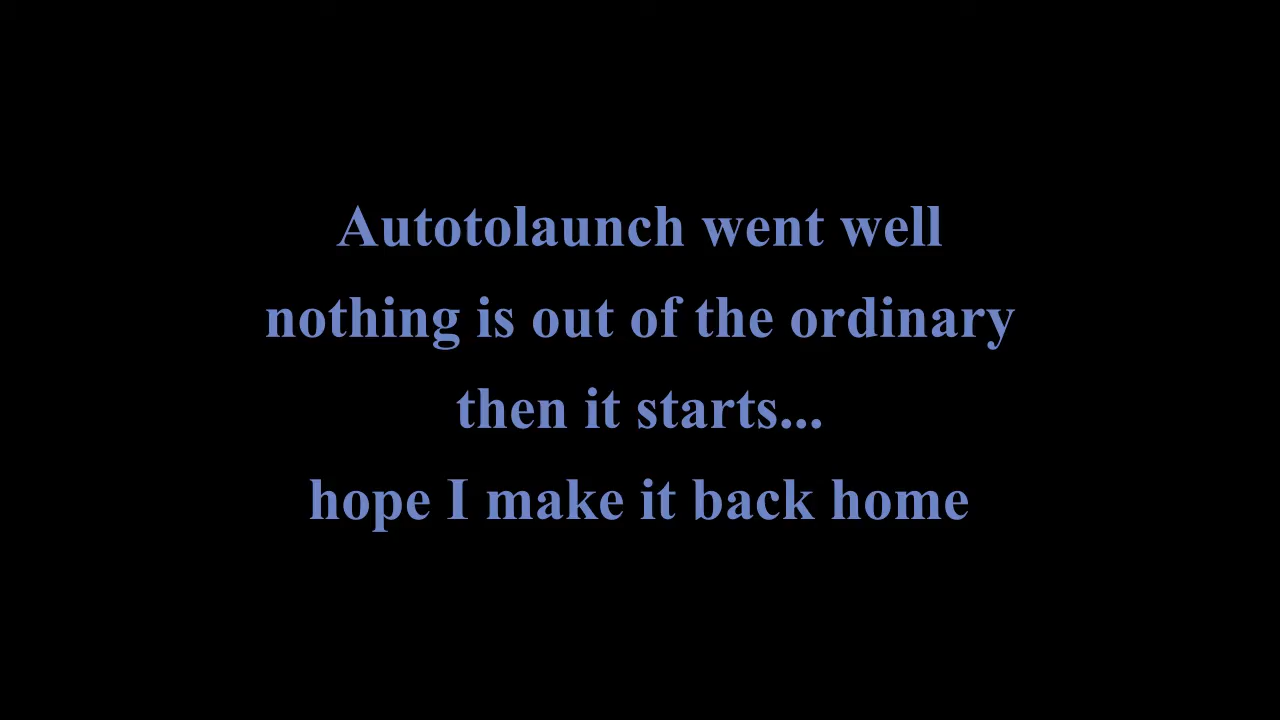 Autotolaunch went well
nothing is out of the ordinary
then it starts...
hope I make it back home